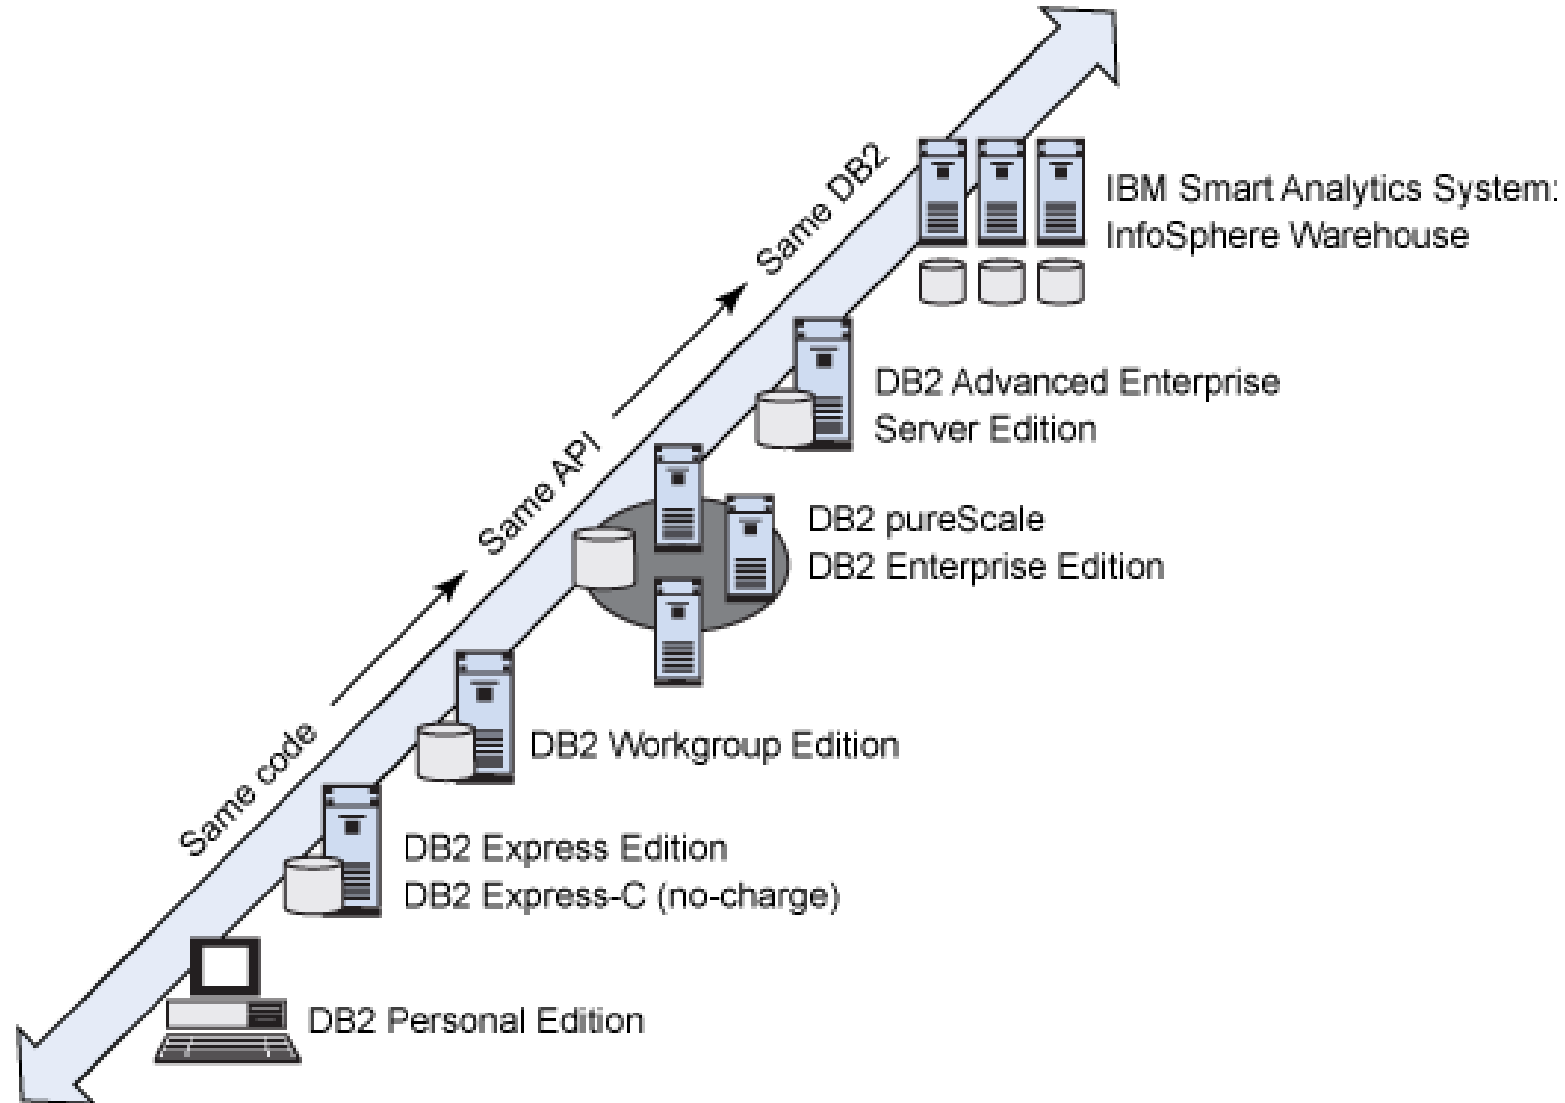 Same DB2
IBM Smart Analytics System:
InfoSphere Warehouse
DB2 Advanced Enterprise
Server Edition
Same API
DB2 pureScale
DB2 Enterprise Edition
Same code
DB2 Workgroup Edition
DB2 Express Edition
DB2 Express-C (no-charge)
DB2 Personal Edition